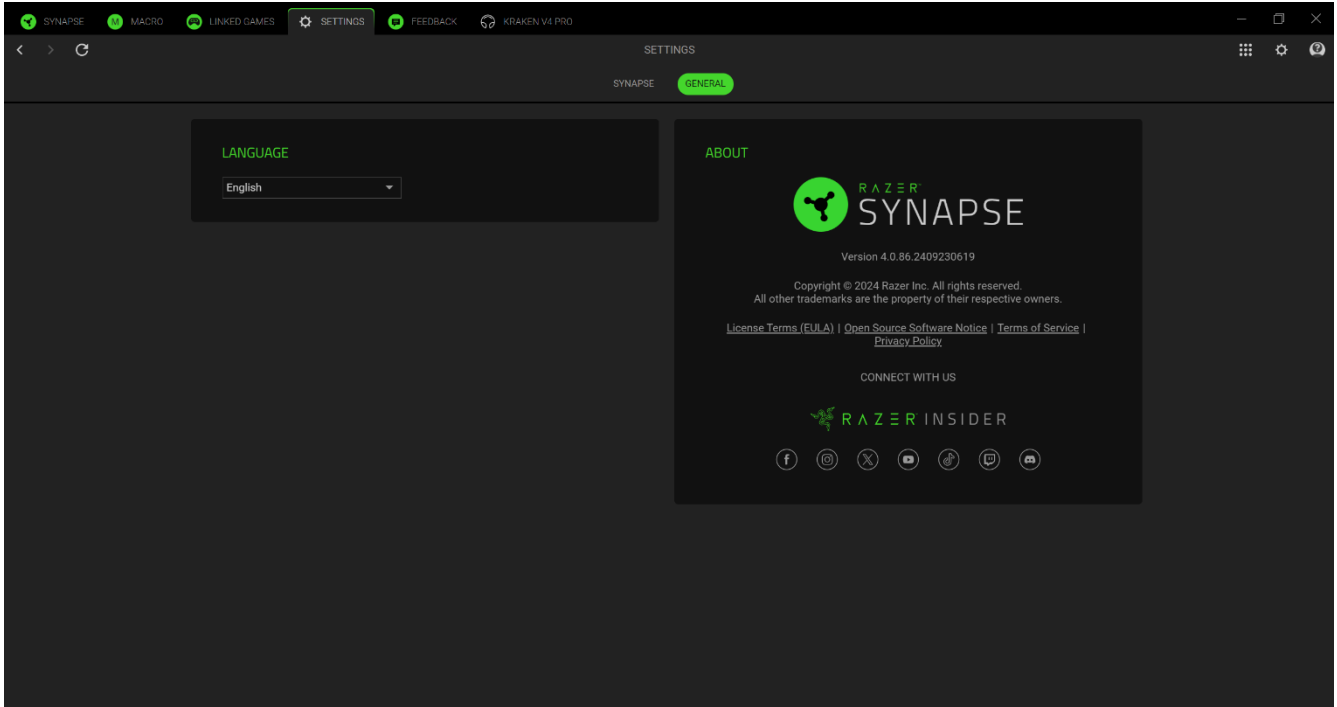 SYNAPSE MACRO LINKED GAMES SETTINGS FEEDBACK KRAKEN V4 PRO
SETTINGS
SYNAPSE GENERAL
LANGUAGE
English
ABOUT
RAZER™
SYNAPSE
Version 4.0.86.2409230619
Copyright © 2024 Razer Inc. All rights reserved.
All other trademarks are the property of their respective owners.
License Terms (EULA) | Open Source Software Notice | Terms of Service |
Privacy Policy
CONNECT WITH US
RAZER INSIDER